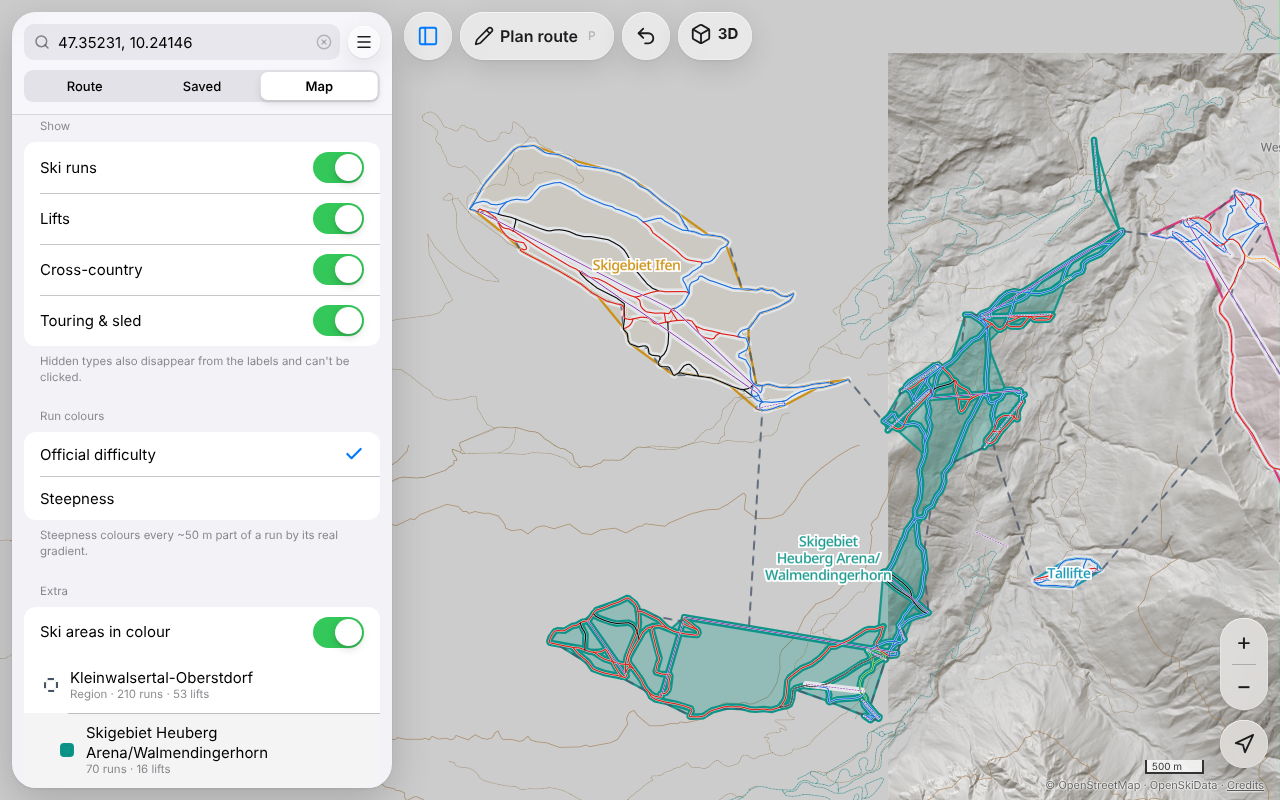 47.35231, 10.24146
Plan route P
3D
Route
Saved
Map
Show
Ski runs
Lifts
Cross-country
Touring & sled
Hidden types also disappear from the labels and can't be
clicked.
Run colours
Official difficulty
Steepness
Steepness colours every ~50 m part of a run by its real
gradient.
Extra
Ski areas in colour
Kleinwalsertal-Oberstdorf
Region · 210 runs · 53 lifts
Skigebiet Heuberg
Arena/Walmendingerhorn
70 runs · 16 lifts
Skigebiet Ifen
Skigebiet
Heuberg Arena/
Walmendingerhorn
Tallifte
+
−
500 m
© OpenStreetMap · OpenSkiData · Credits